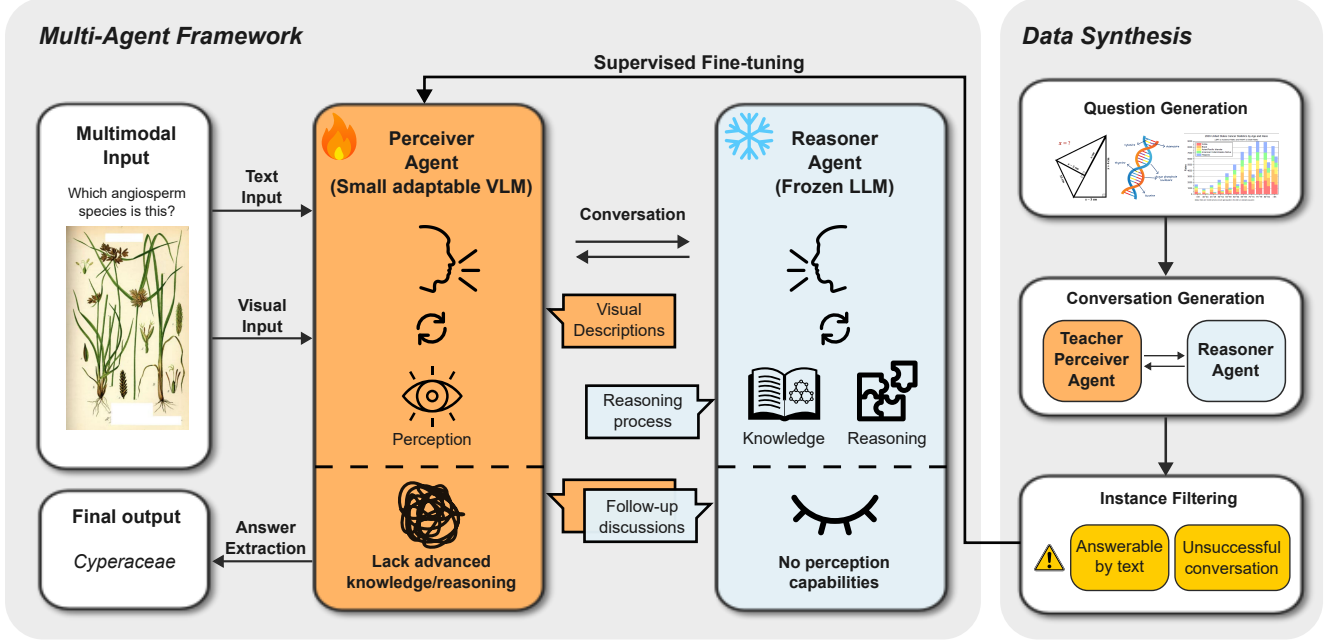 Multi-Agent Framework
Supervised Fine-tuning
Multimodal
Input
Which angiosperm
species is this?
Text
Input
Visual
Input
Final output
Cyperaceae
Answer
Extraction
Perceiver
Agent
(Small adaptable VLM)
Perception
Lack advanced
knowledge/reasoning
Conversation
Visual
Descriptions
Reasoning
process
Follow-up
discussions
Reasoner
Agent
(Frozen LLM)
Knowledge
Reasoning
No perception
capabilities
Data Synthesis
Question Generation
Conversation Generation
Teacher
Perceiver
Agent
Reasoner
Agent
Instance Filtering
Answerable
by text
Unsuccessful
conversation